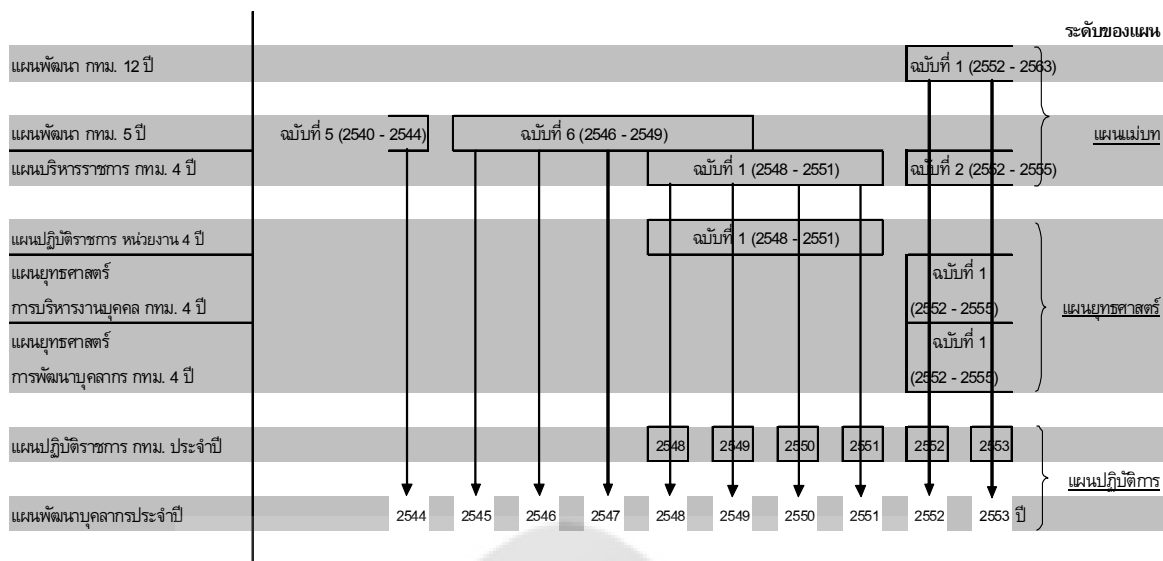 ระดับของแผน
แผนพัฒนา กทม. 12 ปี
ฉบับที่ 1 (2552 - 2563)
แผนพัฒนา กทม. 5 ปี
ฉบับที่ 5 (2540 - 2544)
ฉบับที่ 6 (2546 - 2549)
แผนแม่บท
แผนบริหารราชการ กทม. 4 ปี
ฉบับที่ 1 (2548 - 2551)
ฉบับที่ 2 (2552 - 2555)
แผนปฏิบัติราชการ หน่วยงาน 4 ปี
ฉบับที่ 1 (2548 - 2551)
แผนยุทธศาสตร์
การบริหารงานบุคคล กทม. 4 ปี
ฉบับที่ 1
(2552 - 2555)
แผนยุทธศาสตร์
แผนยุทธศาสตร์
การพัฒนาบุคลากร กทม. 4 ปี
ฉบับที่ 1
(2552 - 2555)
แผนปฏิบัติราชการ กทม. ประจำปี
2548 2549 2550 2551 2552 2553
แผนปฏิบัติการ
แผนพัฒนาบุคลากรประจำปี
2544 2545 2546 2547 2548 2549 2550 2551 2552 2553 ปี